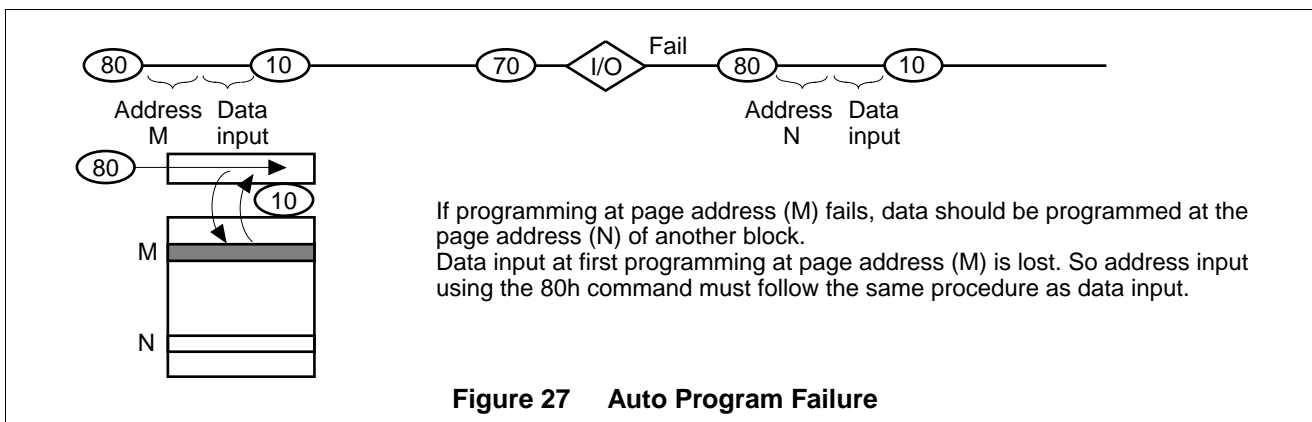 80 10 70 I/O Fail 80 10
Address Data Address Data
M input N input
80
10
If programming at page address (M) fails, data should be programmed at the
page address (N) of another block.
Data input at first programming at page address (M) is lost. So address input
using the 80h command must follow the same procedure as data input.
M
N
Figure 27 Auto Program Failure